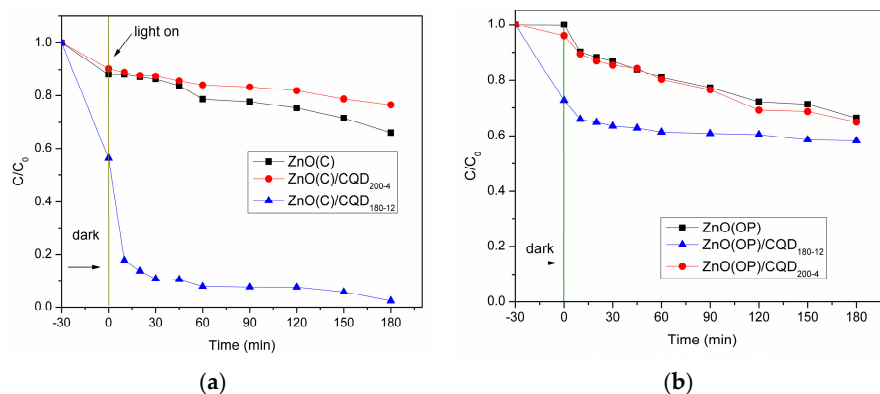 light on
1.0
0.8
0.6
0.4
0.2
0.0
C/C0
ZnO(C)
ZnO(C)/CQD200-4
ZnO(C)/CQD180-12
dark
-30 0 30 60 90 120 150 180
Time (min)
(a)
1.0
0.8
0.6
0.4
0.2
0.0
C/C0
ZnO(OP)
ZnO(OP)/CQD180-12
ZnO(OP)/CQD200-4
dark
-30 0 30 60 90 120 150 180
Time (min)
(b)